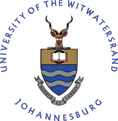 UNIVERSITY OF THE WITWATERSRAND
JOHANNESBURG